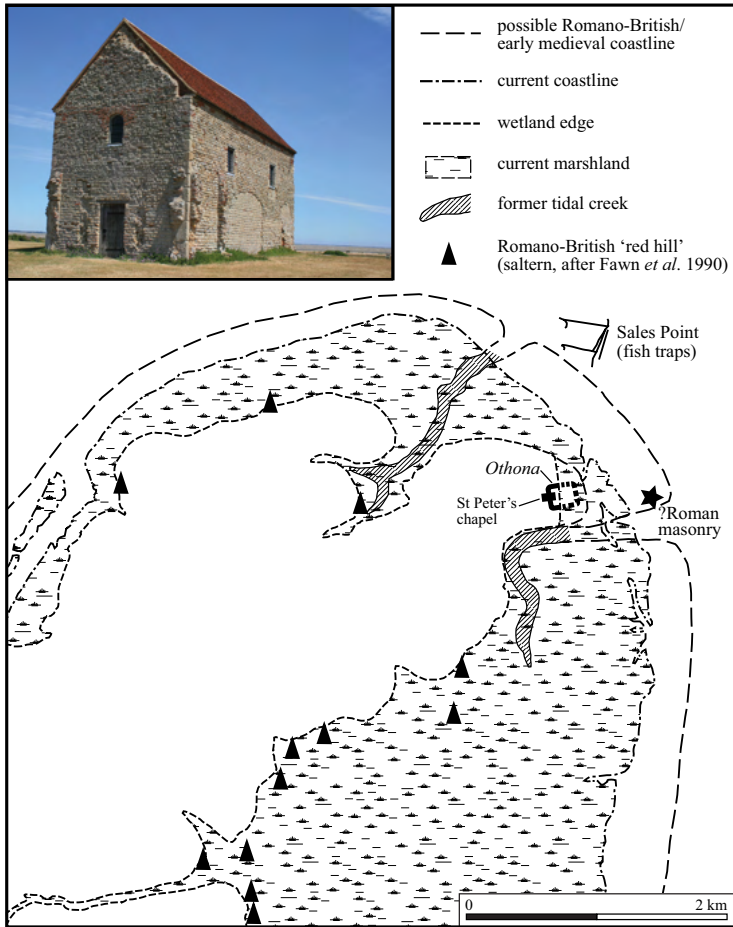 possible Romano-British/
early medieval coastline
current coastline
wetland edge
current marshland
former tidal creek
Romano-British ‘red hill’
(saltern, after Fawn et al. 1990)
Sales Point
(fish traps)
Othona
St Peter’s
chapel
?Roman
masonry
0
2 km